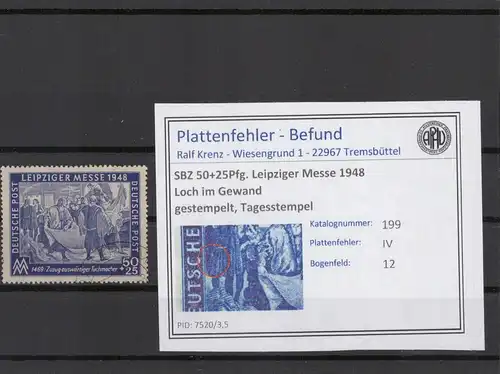 LEIPZIGER MESSE 1948
DEUTSCHE POST
DEUTSCHE POST
50
+25
1469·Zuzug auswärtiger Tuchmacher
Plattenfehler - Befund
Ralf Krenz - Wiesengrund 1 - 22967 Tremsbüttel
SBZ 50+25Pfg. Leipziger Messe 1948
Loch im Gewand
gestempelt, Tagesstempel
Katalognummer: 199
Plattenfehler: IV
Bogenfeld: 12
EUTSCHE
PID: 7520/3,5